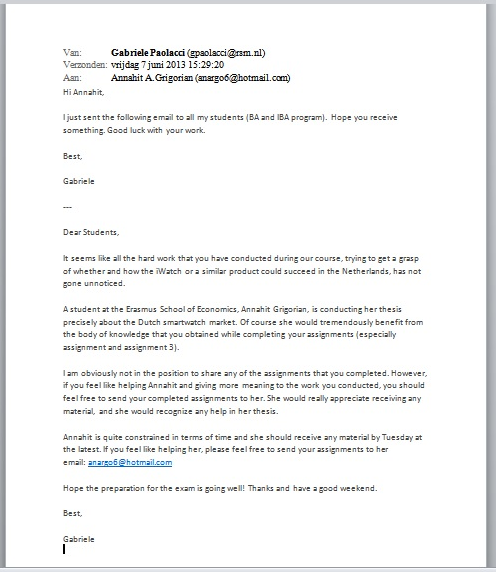 Van: Gabriele Paolacci (gpaolacci@rsm.nl)
Verzonden: vrijdag 7 juni 2013 15:29:20
Aan: Annahit A. Grigorian (anargo6@hotmail.com)
Hi Annahit,
I just sent the following email to all my students (BA and IBA program). Hope you receive
something. Good luck with your work.
Best,
Gabriele
---
Dear Students,
It seems like all the hard work that you have conducted during our course, trying to get a grasp
of whether and how the iWatch or a similar product could succeed in the Netherlands, has not
gone unnoticed.
A student at the Erasmus School of Economics, Annahit Grigorian, is conducting her thesis
precisely about the Dutch smartwatch market. Of course she would tremendously benefit from
the body of knowledge that you obtained while completing your assignments (especially
assignment and assignment 3).
I am obviously not in the position to share any of the assignments that you completed. However,
if you feel like helping Annahit and giving more meaning to the work you conducted, you should
feel free to send your completed assignments to her. She would really appreciate receiving any
material, and she would recognize any help in her thesis.
Annahit is quite constrained in terms of time and she should receive any material by Tuesday at
the latest. If you feel like helping her, please feel free to send your assignments to her
email: anargo6@hotmail.com
Hope the preparation for the exam is going well! Thanks and have a good weekend.
Best,
Gabriele